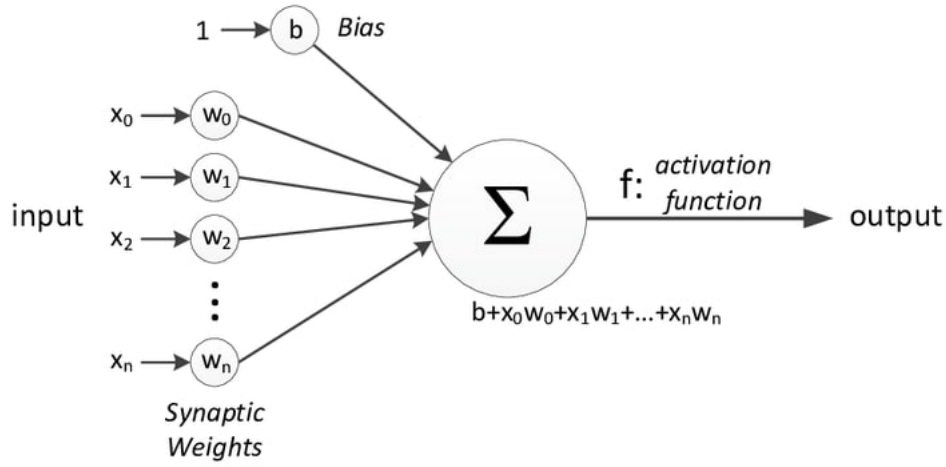 1 b Bias
x₀ w₀
x₁ w₁
f: activation
function
input
Σ
output
x₂ w₂
⋮
b+x₀w₀+x₁w₁+...+xₙwₙ
xₙ wₙ
Synaptic
Weights